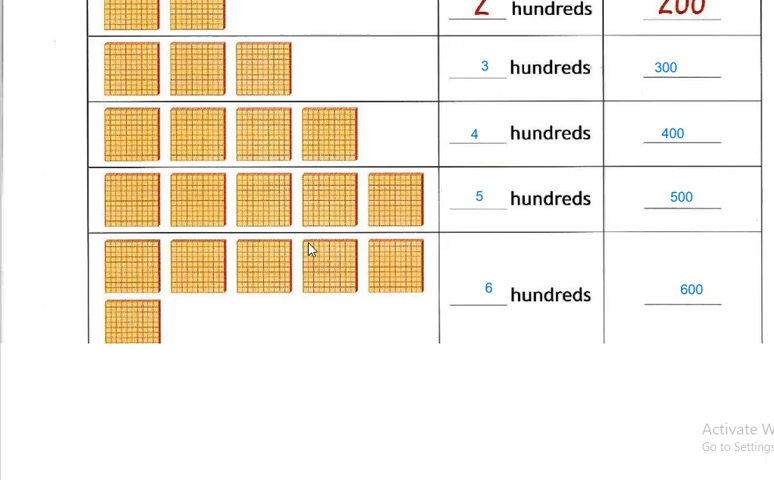 2 hundreds 200
3 hundreds 300
4 hundreds 400
5 hundreds 500
6 hundreds 600
Activate W
Go to Settings